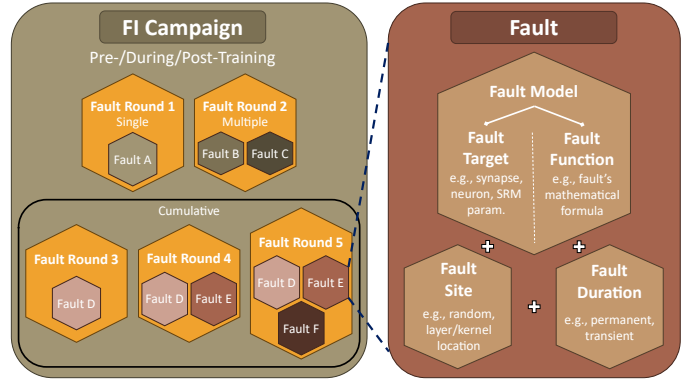 FI Campaign
Pre-/During/Post-Training
Fault Round 1
Single
Fault A
Fault Round 2
Multiple
Fault B
Fault C
Cumulative
Fault Round 3
Fault D
Fault Round 4
Fault D
Fault E
Fault Round 5
Fault D
Fault E
Fault F
Fault
Fault Model
Fault
Target
e.g., synapse,
neuron, SRM
param.
Fault
Function
e.g., fault's
mathematical
formula
Fault
Site
e.g., random,
layer/kernel
location
Fault
Duration
e.g., permanent,
transient